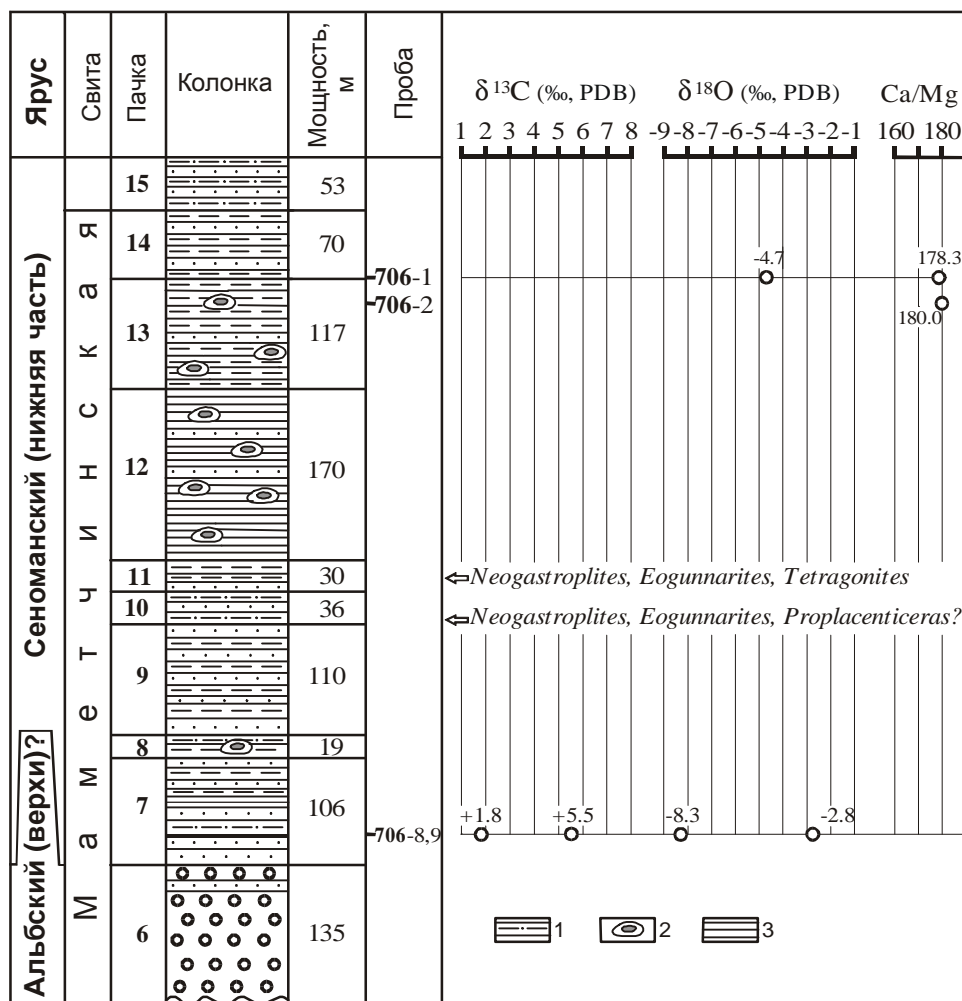 Ярус
Свита
Пачка
Колонка
Мощность, м
Проба
δ ¹³C (‰, PDB)
δ¹⁸O (‰, PDB)
Ca/Mg
1 2 3 4 5 6 7 8
-9 -8 -7 -6 -5 -4 -3 -2 -1
160 180
Сеноманский (нижняя часть)
Альбский (верхи)?
Маметчинская
15 53
14 70
706-1
-4.7
178.3
13 117
706-2
180.0
12 170
11 30
Neogastroplites, Eogunnarites, Tetragonites
10 36
Neogastroplites, Eogunnarites, Proplacenticeras?
9 110
8 19
7 106
706-8,9
+1.8 +5.5 -8.3 -2.8
6 135
1 2 3